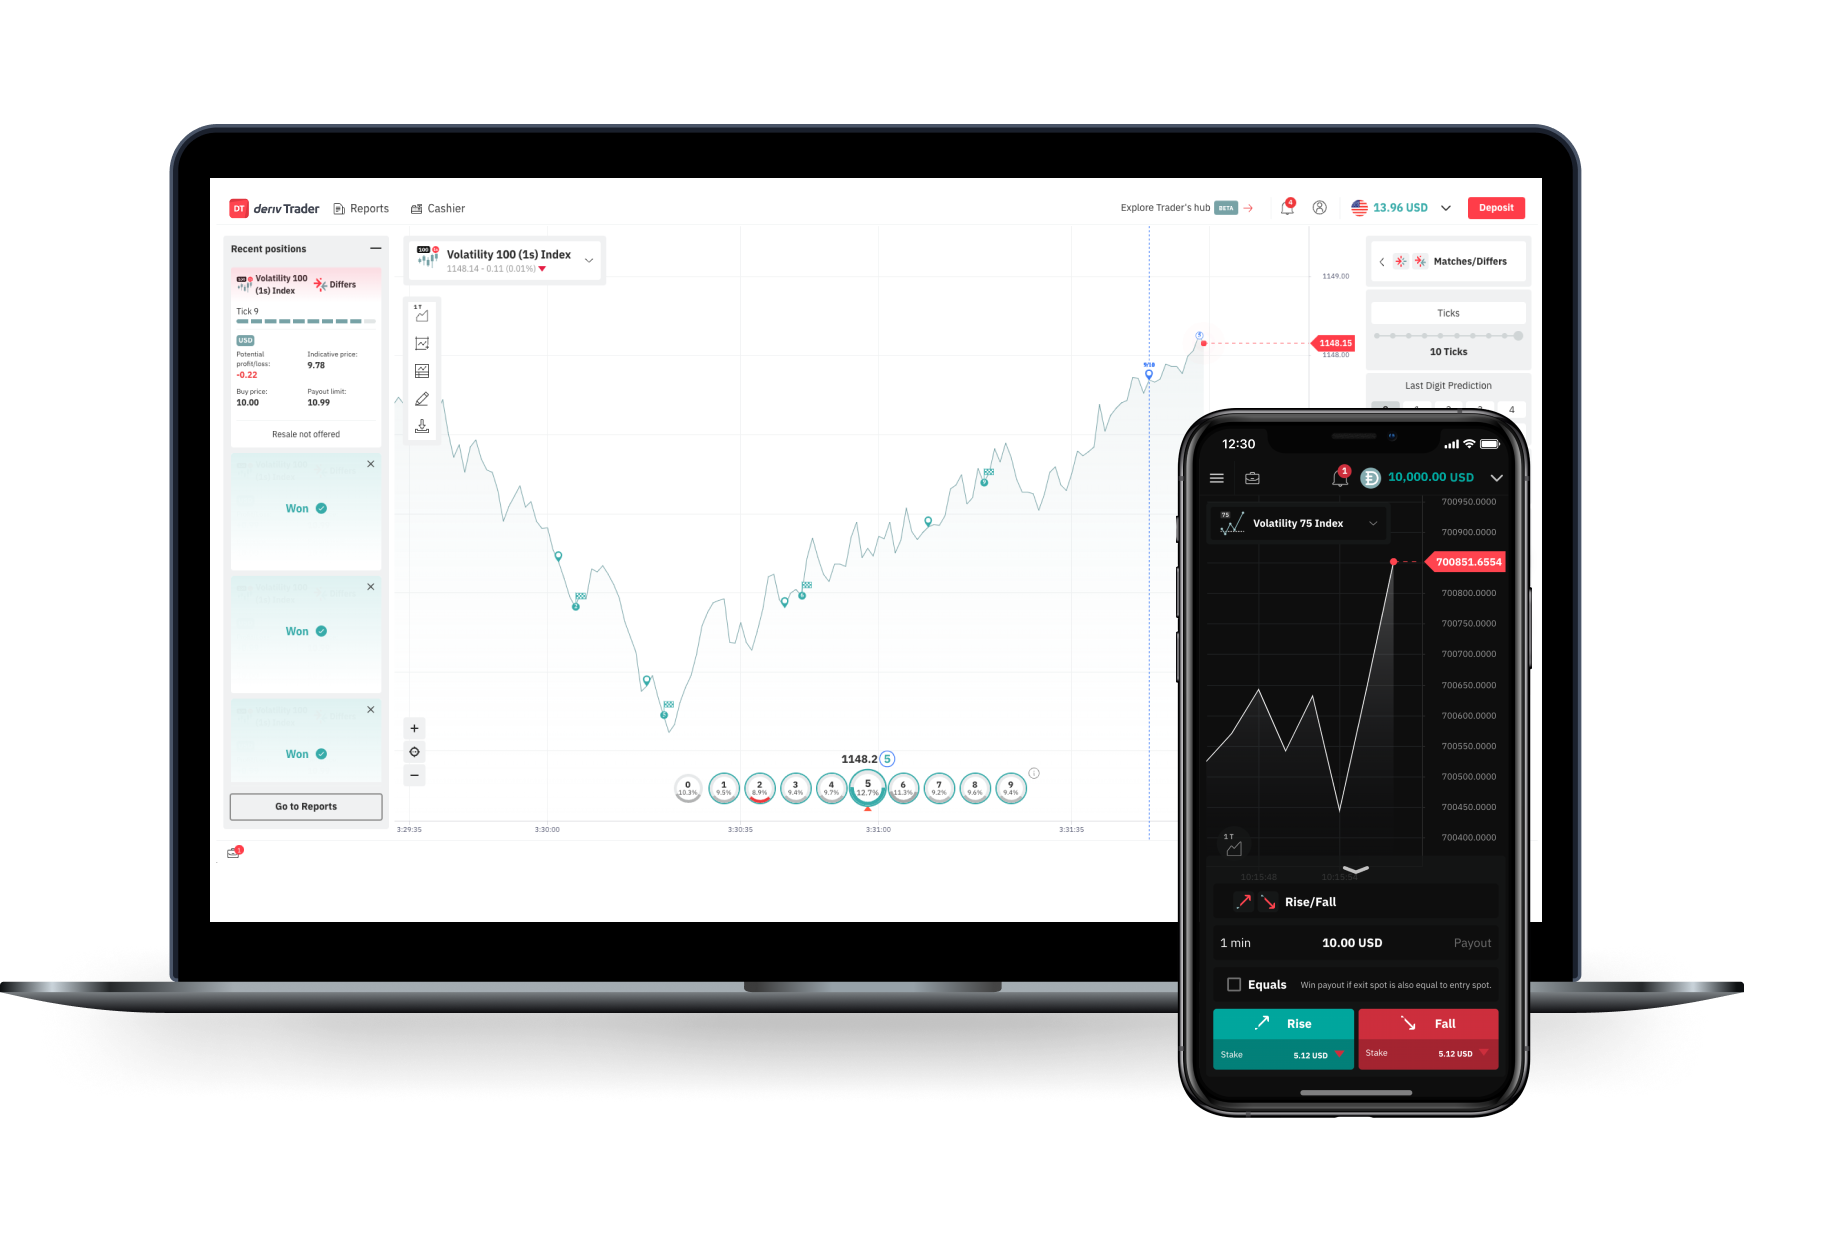 DT deriv Trader Reports Cashier
Explore Trader's hub BETA 4 13.96 USD Deposit
Recent positions
Volatility 100 (1s) Index Differs
Tick 9
USD
Potential profit/loss: Indicative price:
-0.22 9.78
Buy price: Payout limit:
10.00 10.99
Resale not offered
Won
Won
Won
Go to Reports
1
100 1s
Volatility 100 (1s) Index
1148.14 - 0.11 (0.01%)
1 T
9/10
5
1149.00
1148.15
1148.00
1148.2 5
0 1 2 3 4 5 6 7 8 9
10.3% 9.5% 8.9% 9.4% 9.7% 12.7% 11.3% 9.2% 9.6% 9.4%
3:29:35 3:30:00 3:30:35 3:31:00 3:31:35
Matches/Differs
Ticks
10 Ticks
Last Digit Prediction
4
12:30
1 10,000.00 USD
75 Volatility 75 Index
700950.0000
700900.0000
700851.6554
700800.0000
700750.0000
700700.0000
700650.0000
700600.0000
700550.0000
700500.0000
700450.0000
700400.0000
1 T
10:15:48 10:15:54
Rise/Fall
1 min 10.00 USD Payout
Equals Win payout if exit spot is also equal to entry spot.
Rise Fall
Stake 5.12 USD Stake 5.12 USD